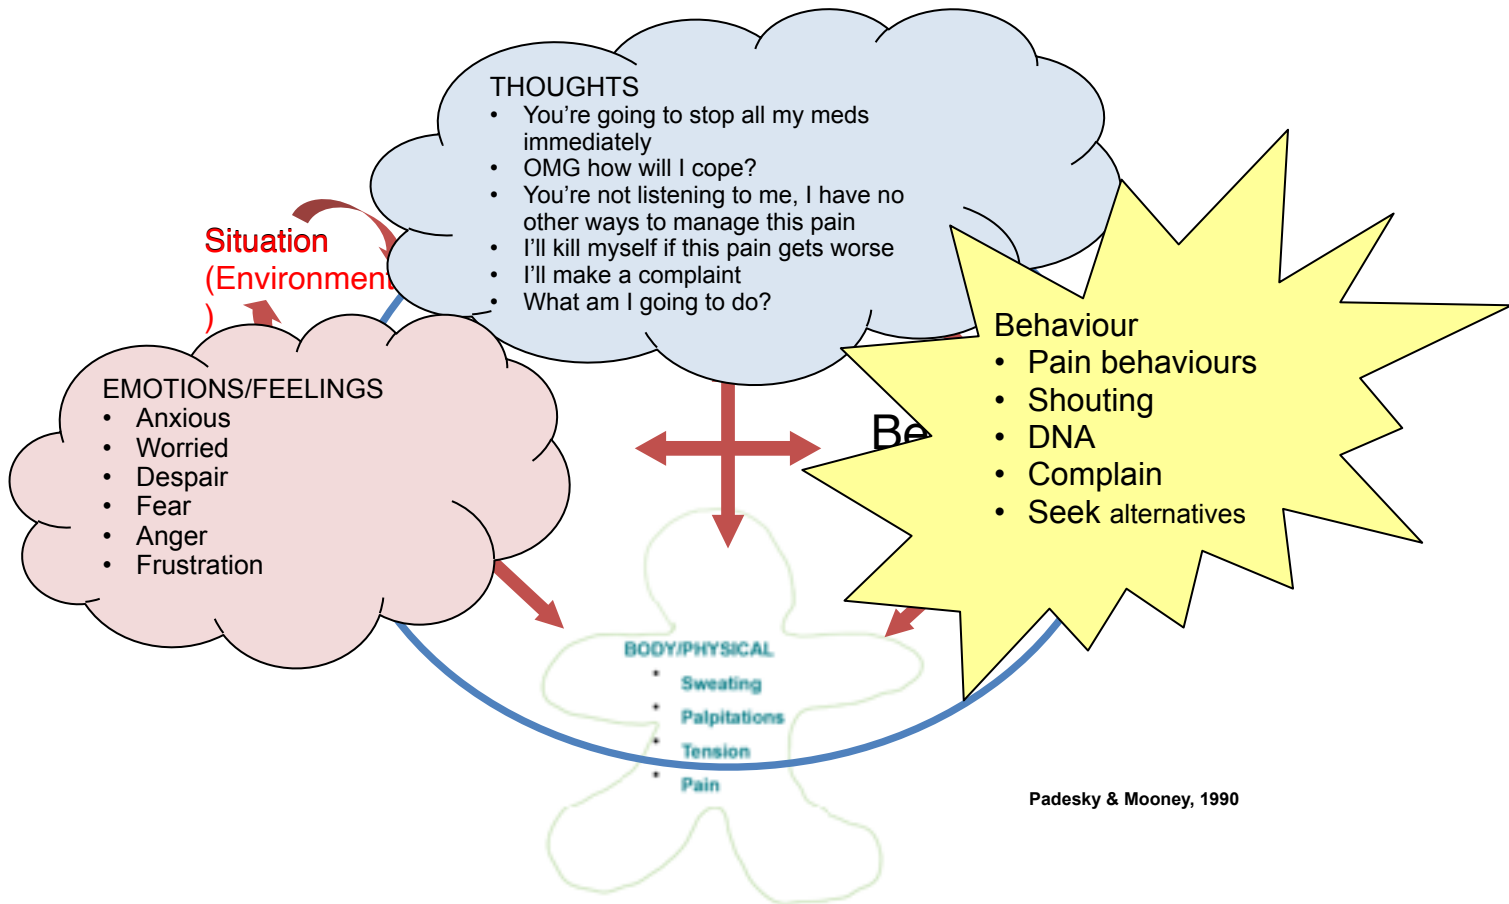 THOUGHTS
• You’re going to stop all my meds
immediately
• OMG how will I cope?
• You’re not listening to me, I have no
other ways to manage this pain
• I’ll kill myself if this pain gets worse
• I’ll make a complaint
• What am I going to do?
Situation
(Environment
)
EMOTIONS/FEELINGS
• Anxious
• Worried
• Despair
• Fear
• Anger
• Frustration
Be
Behaviour
• Pain behaviours
• Shouting
• DNA
• Complain
• Seek alternatives
BODY/PHYSICAL
• Sweating
• Palpitations
• Tension
• Pain
Padesky & Mooney, 1990